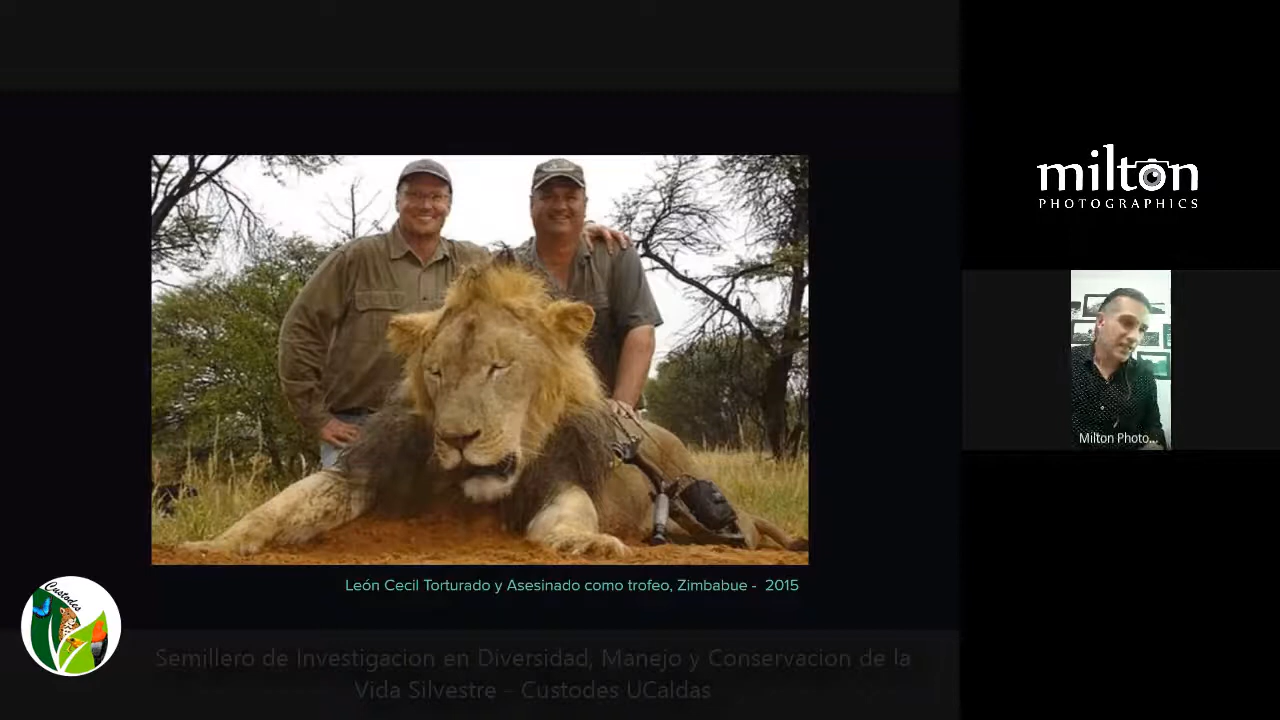 milton
PHOTOGRAPHICS
Milton Photo...
León Cecil Torturado y Asesinado como trofeo, Zimbabue - 2015
Custodes
Semillero de Investigacion en Diversidad, Manejo y Conservacion de la
Vida Silvestre - Custodes UCaldas